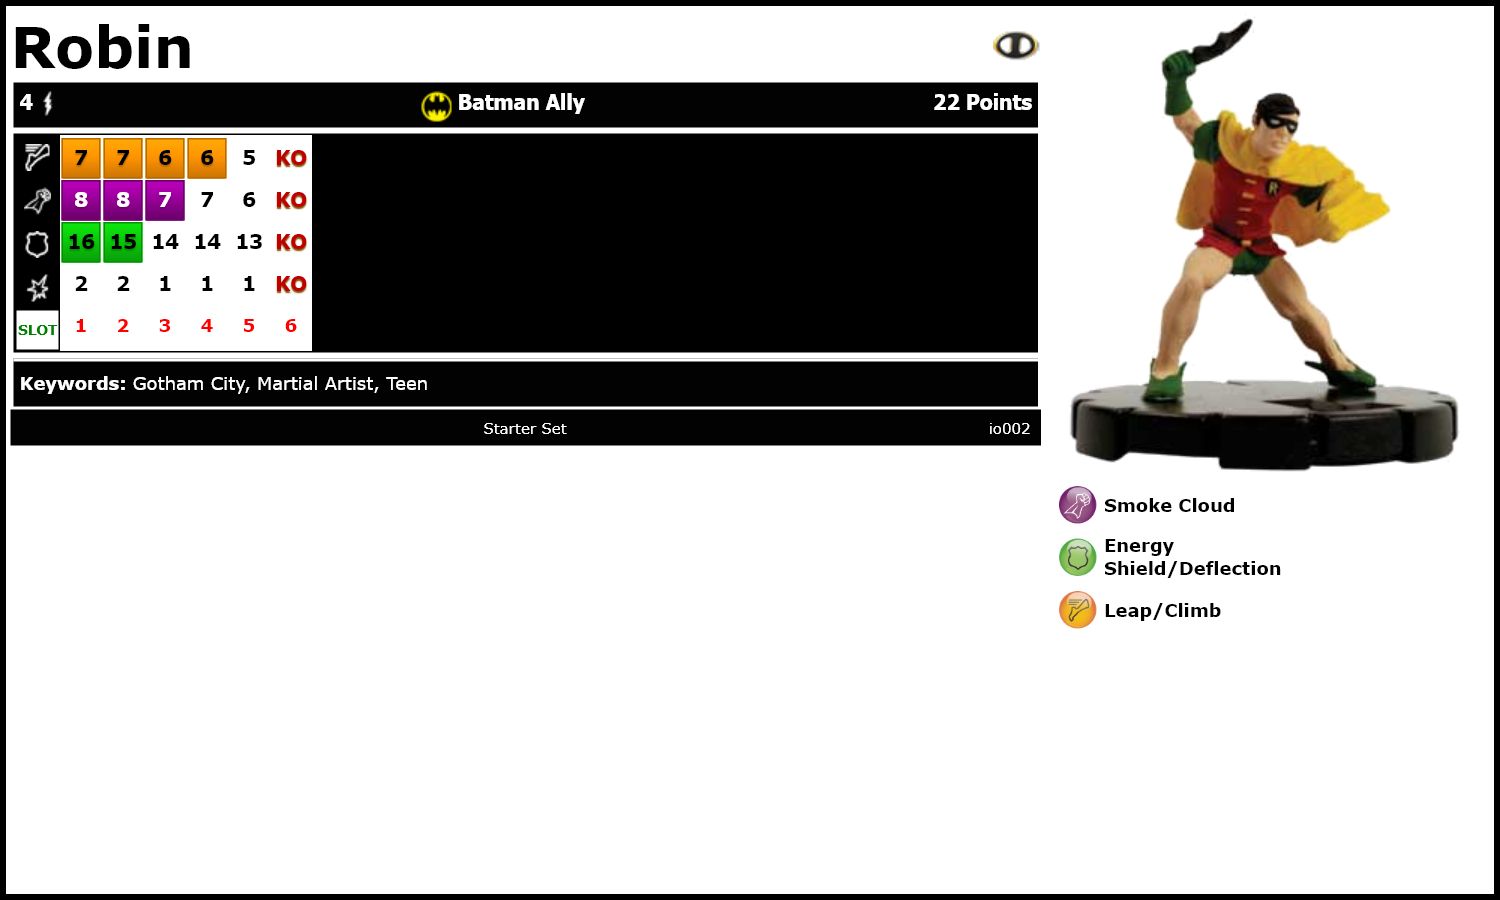 Robin
4 Batman Ally 22 Points
7 7 6 6 5 KO
8 8 7 7 6 KO
16 15 14 14 13 KO
2 2 1 1 1 KO
SLOT 1 2 3 4 5 6
Keywords: Gotham City, Martial Artist, Teen
Starter Set io002
R
Smoke Cloud
Energy
Shield/Deflection
Leap/Climb